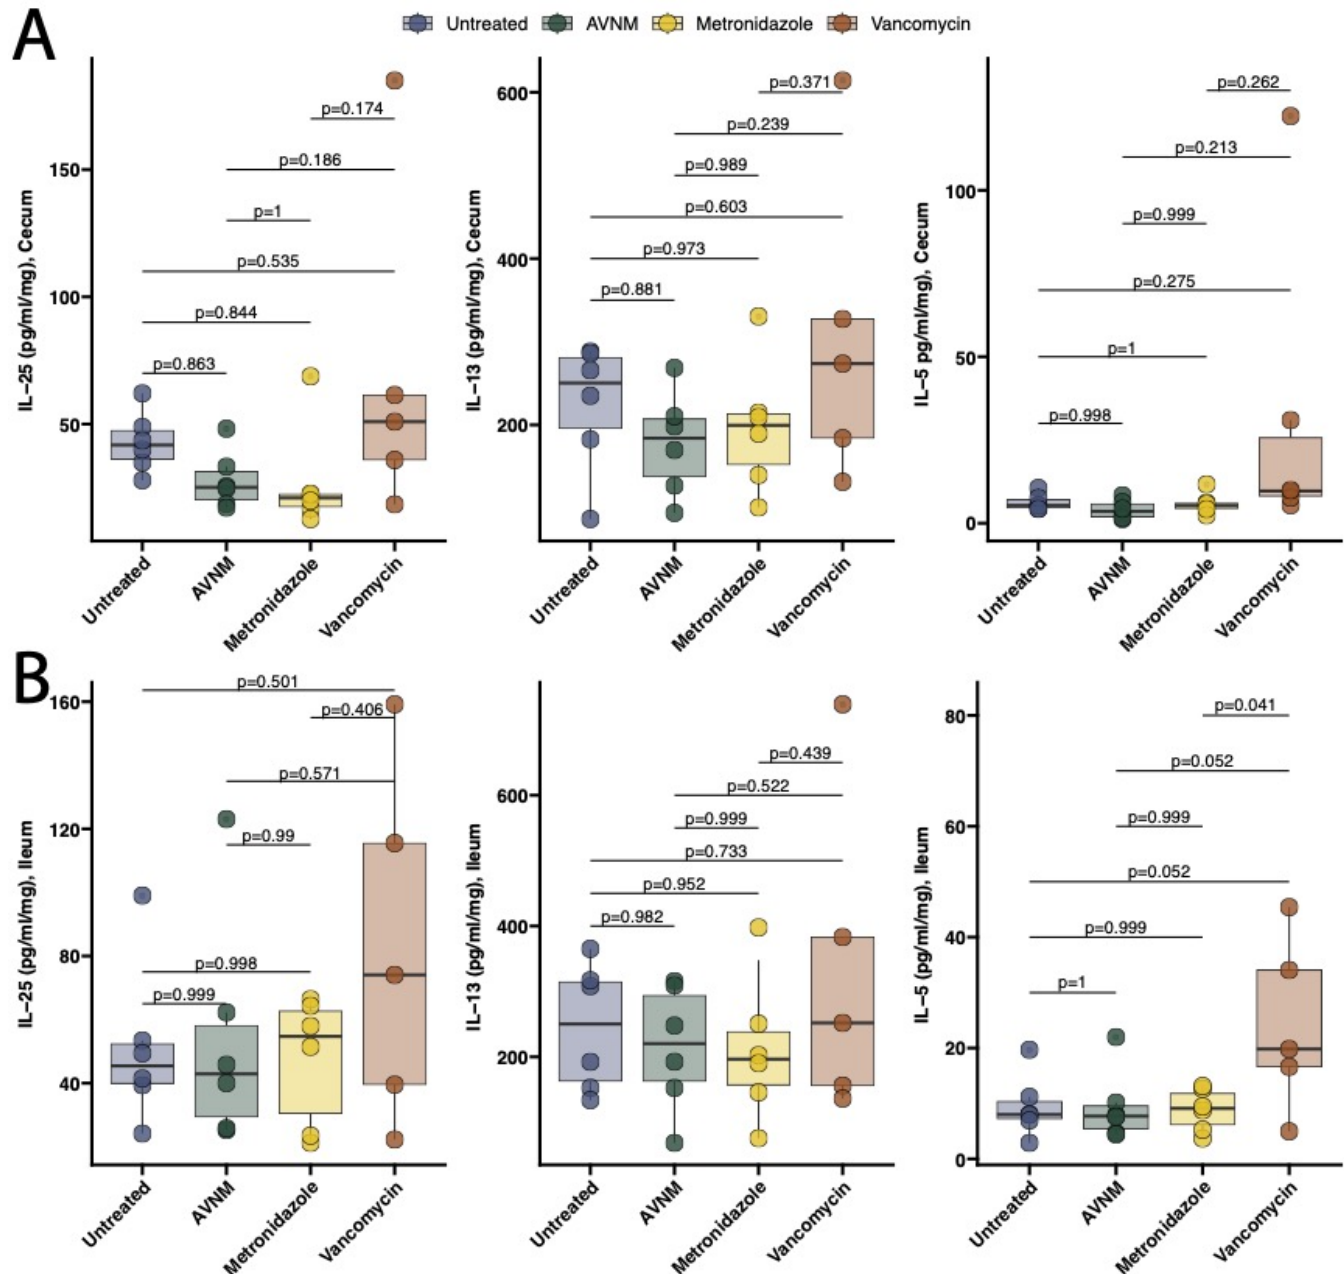 A
Untreated AVNM Metronidazole Vancomycin
IL−25 (pg/ml/mg), Cecum
150
100
50
p=0.174
p=0.186
p=1
p=0.535
p=0.844
p=0.863
Untreated
AVNM
Metronidazole
Vancomycin
IL−13 (pg/ml/mg), Cecum
600
400
200
p=0.371
p=0.239
p=0.989
p=0.603
p=0.973
p=0.881
Untreated
AVNM
Metronidazole
Vancomycin
IL−5 pg/ml/mg), Cecum
100
50
0
p=0.262
p=0.213
p=0.999
p=0.275
p=1
p=0.998
Untreated
AVNM
Metronidazole
Vancomycin
B
IL−25 (pg/ml/mg), Ileum
160
120
80
40
p=0.501
p=0.406
p=0.571
p=0.99
p=0.998
p=0.999
Untreated
AVNM
Metronidazole
Vancomycin
IL−13 (pg/ml/mg), Ileum
600
400
200
p=0.439
p=0.522
p=0.999
p=0.733
p=0.952
p=0.982
Untreated
AVNM
Metronidazole
Vancomycin
IL−5 (pg/ml/mg), Ileum
80
60
40
20
0
p=0.041
p=0.052
p=0.999
p=0.052
p=0.999
p=1
Untreated
AVNM
Metronidazole
Vancomycin